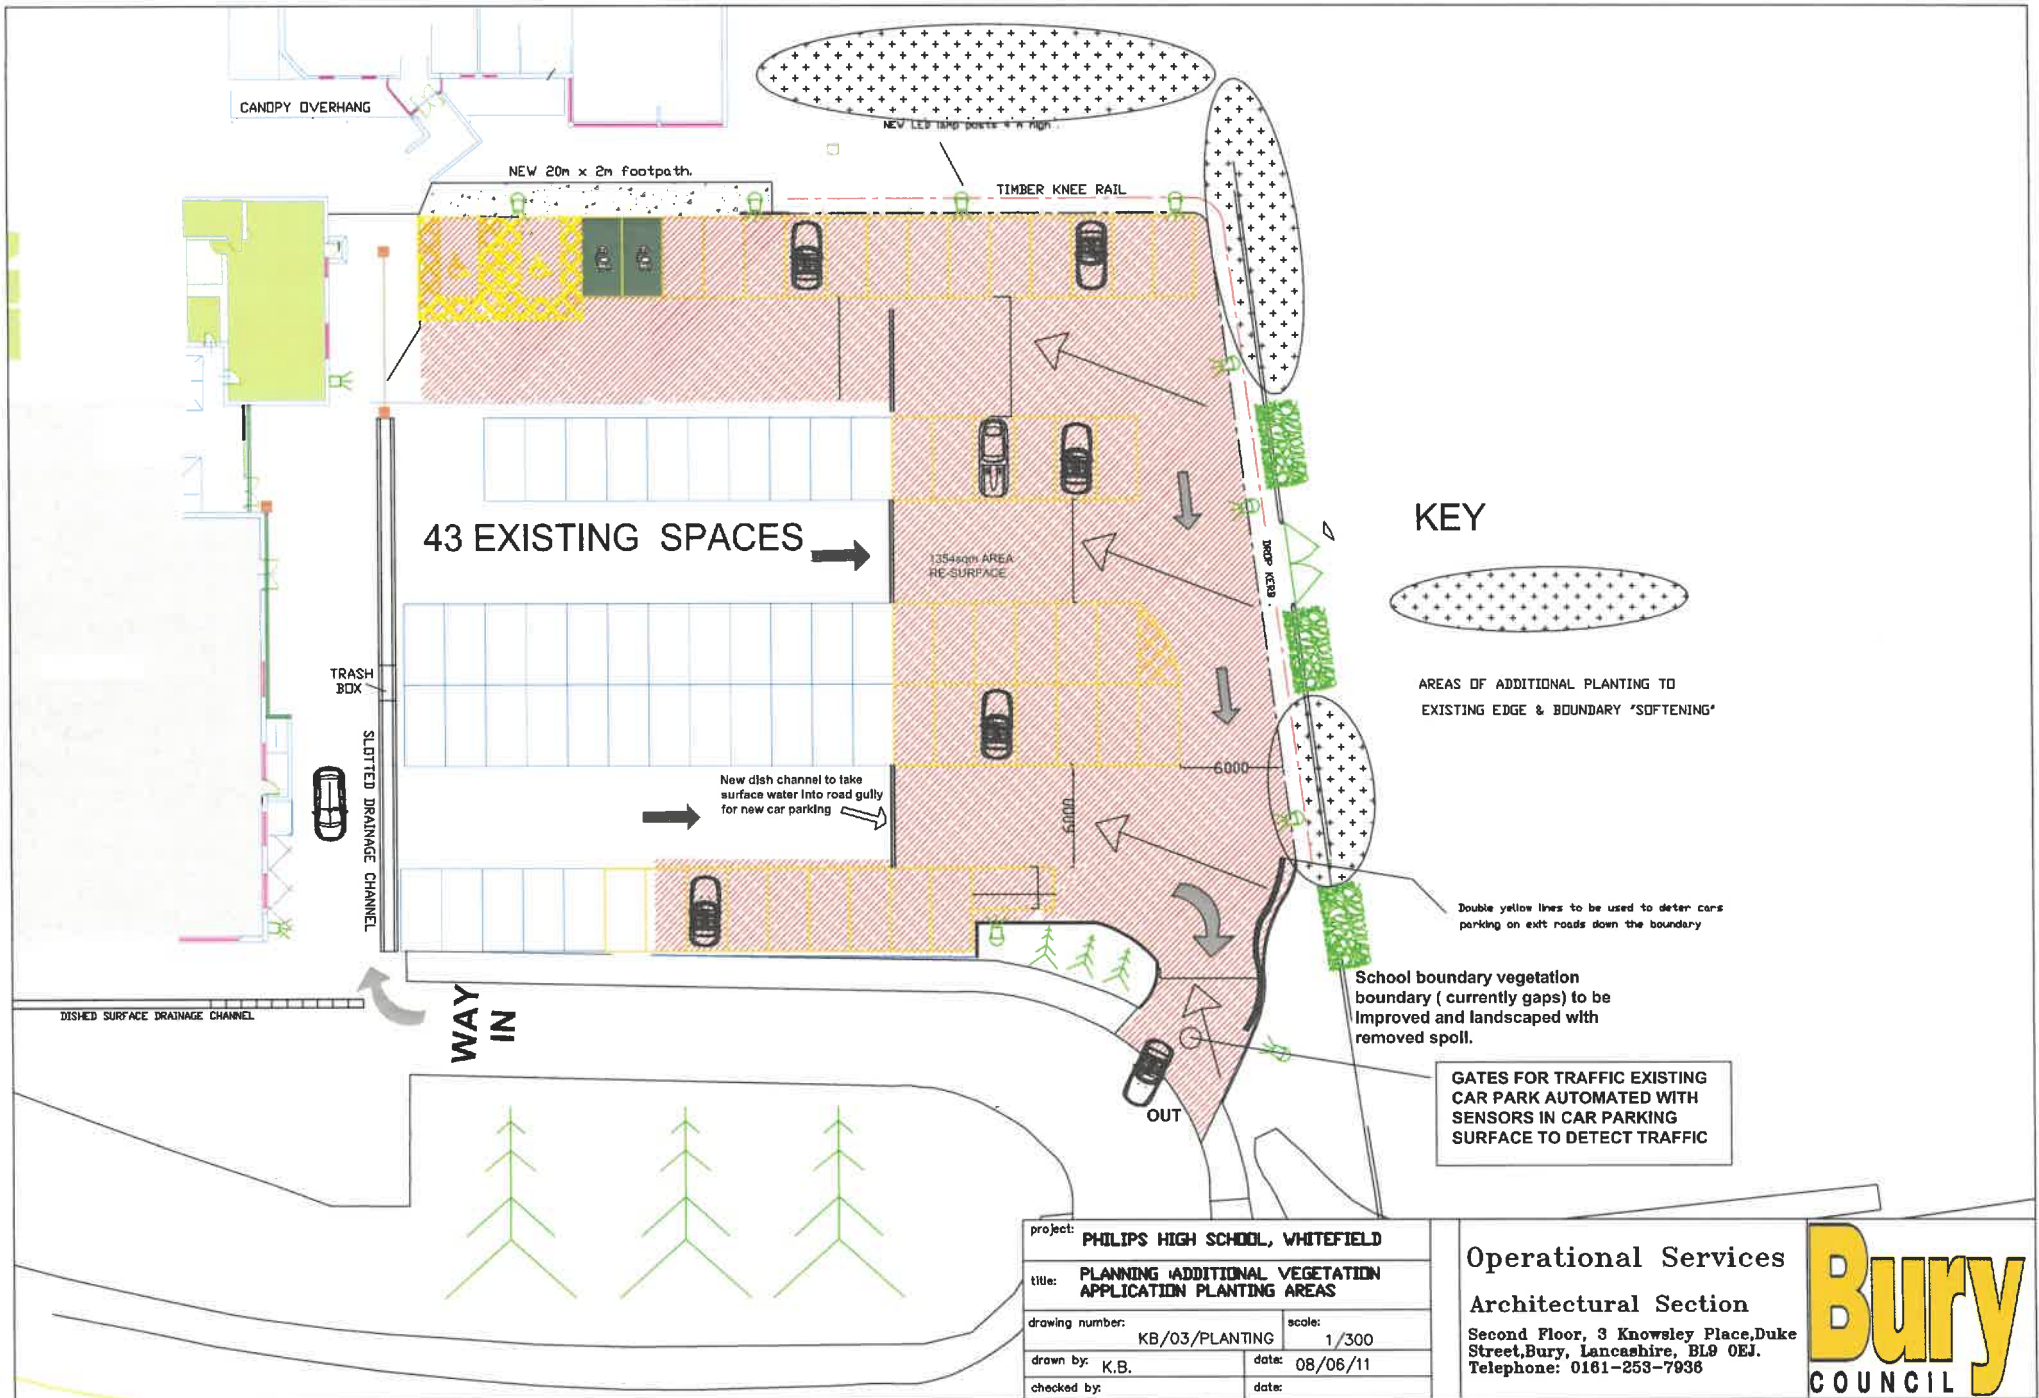 CANOPY OVERHANG
NEW LED lamp posts 4 m high .
NEW 20m x 2m footpath.
TIMBER KNEE RAIL
43 EXISTING SPACES
1354sqm AREA
RE-SURFACE
DROP KERB .
KEY
AREAS OF ADDITIONAL PLANTING TO
EXISTING EDGE & BOUNDARY "SOFTENING"
TRASH
BOX
SLOTTED DRAINAGE CHANNEL
New dish channel to take
surface water into road gully
for new car parking
6000
6000
Double yellow lines to be used to deter cars
parking on exit roads down the boundary
School boundary vegetation
boundary ( currently gaps) to be
improved and landscaped with
removed spoil.
DISHED SURFACE DRAINAGE CHANNEL
WAY
IN
OUT
GATES FOR TRAFFIC EXISTING
CAR PARK AUTOMATED WITH
SENSORS IN CAR PARKING
SURFACE TO DETECT TRAFFIC
project: PHILIPS HIGH SCHOOL, WHITEFIELD
title: PLANNING ADDITIONAL VEGETATION
APPLICATION PLANTING AREAS
drawing number: KB/03/PLANTING
scale: 1/300
drawn by: K.B.
date: 08/06/11
checked by:
date:
Operational Services
Architectural Section
Second Floor, 3 Knowsley Place,Duke
Street,Bury, Lancashire, BL9 0EJ.
Telephone: 0161-253-7936
Bury
COUNCIL